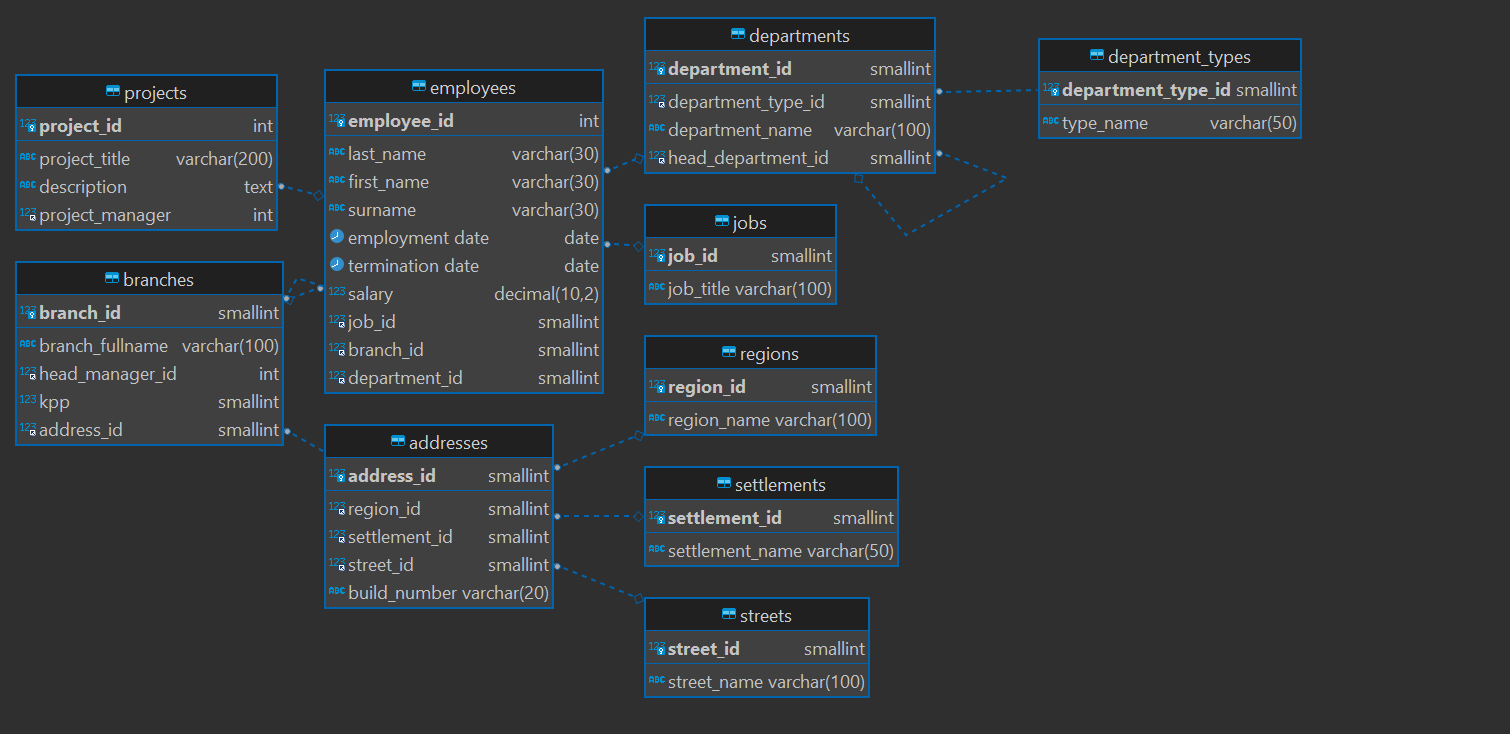 projects
project_id int
project_title varchar(200)
description text
project_manager int
branches
branch_id smallint
branch_fullname varchar(100)
head_manager_id int
kpp smallint
address_id smallint
employees
employee_id int
last_name varchar(30)
first_name varchar(30)
surname varchar(30)
employment date date
termination date date
salary decimal(10,2)
job_id smallint
branch_id smallint
department_id smallint
addresses
address_id smallint
region_id smallint
settlement_id smallint
street_id smallint
build_number varchar(20)
departments
department_id smallint
department_type_id smallint
department_name varchar(100)
head_department_id smallint
jobs
job_id smallint
job_title varchar(100)
regions
region_id smallint
region_name varchar(100)
settlements
settlement_id smallint
settlement_name varchar(50)
streets
street_id smallint
street_name varchar(100)
department_types
department_type_id smallint
type_name varchar(50)